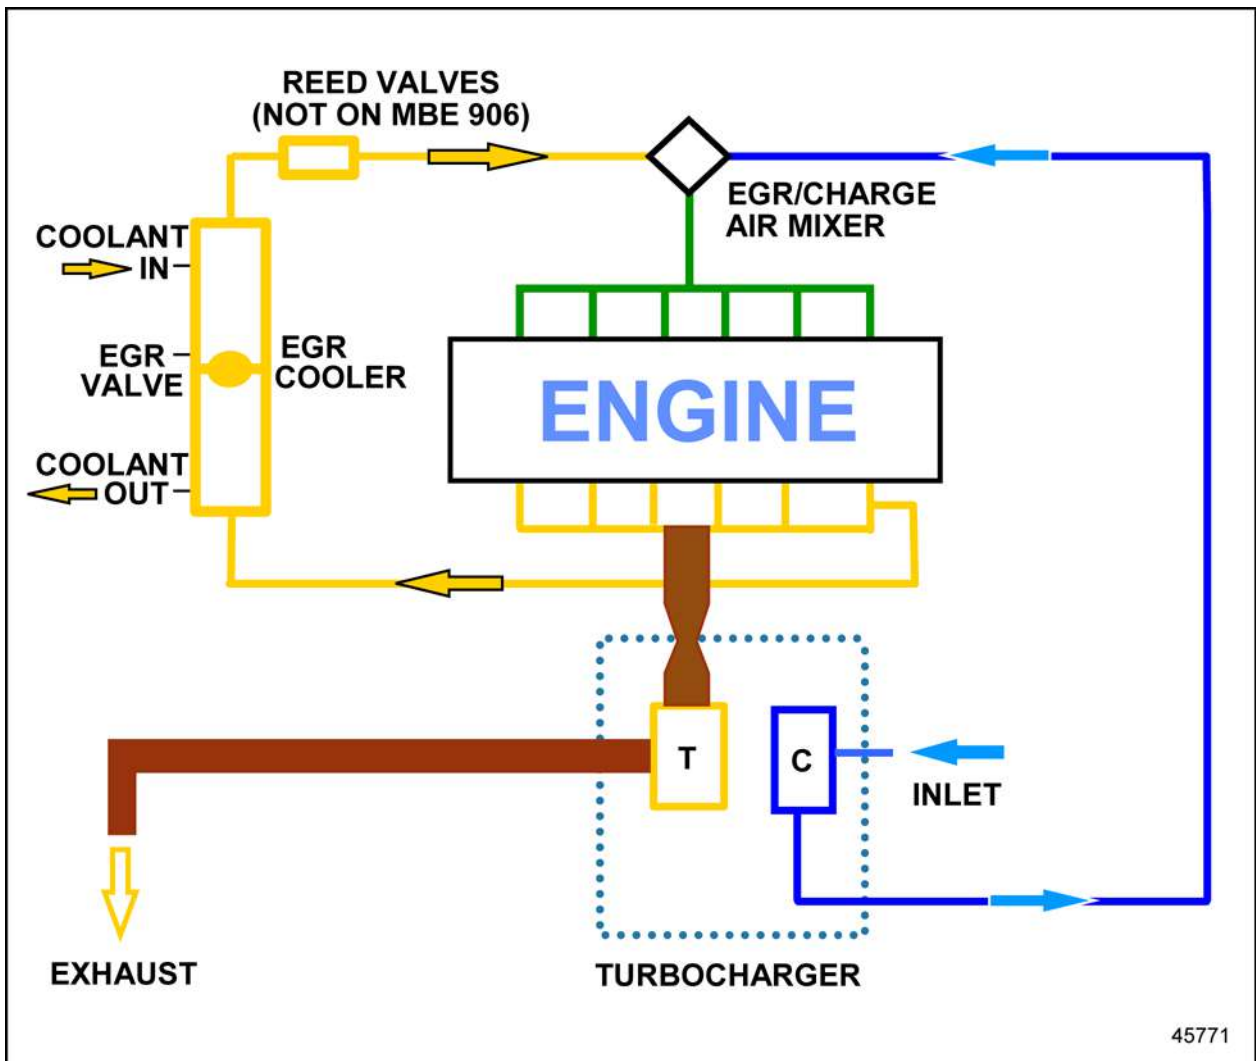 REED VALVES
(NOT ON MBE 906)
EGR/CHARGE
AIR MIXER
COOLANT
IN
EGR
VALVE
EGR
COOLER
COOLANT
OUT
ENGINE
T
C
INLET
EXHAUST
TURBOCHARGER
45771